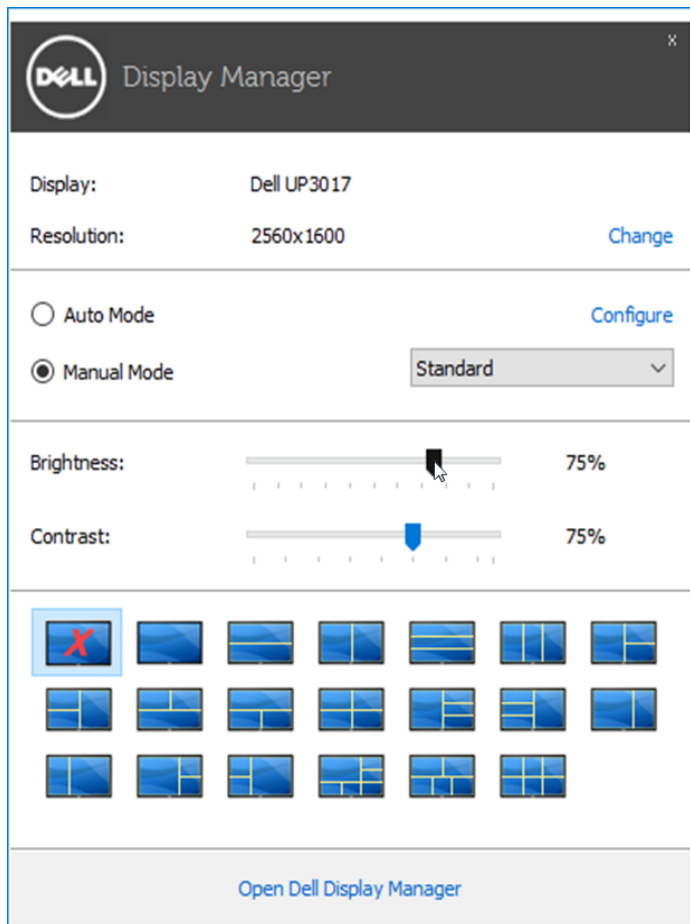 x
DELL Display Manager
Display: Dell UP3017
Resolution: 2560x1600 Change
Auto Mode Configure
Manual Mode Standard
Brightness: 75%
Contrast: 75%
X
Open Dell Display Manager